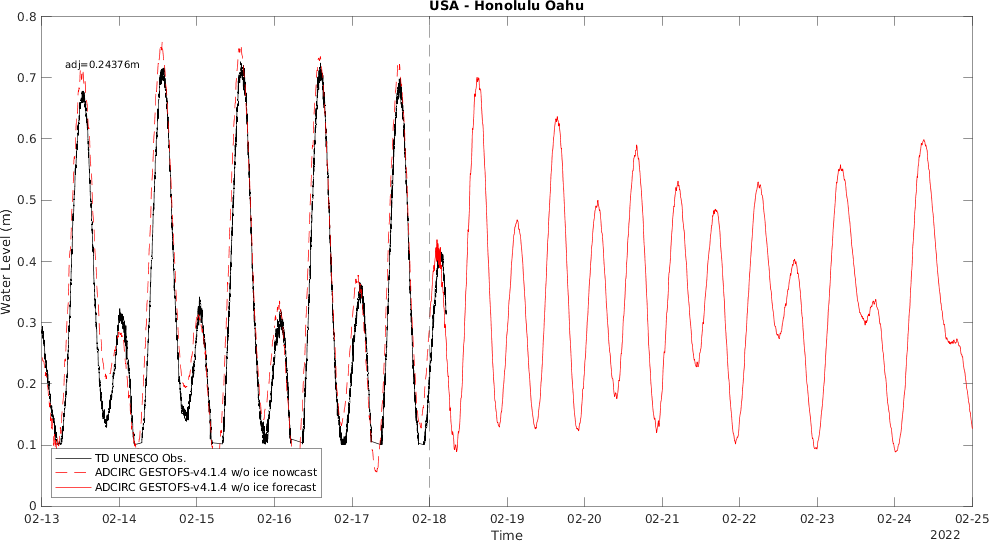 USA - Honolulu Oahu
0.8
0.7
0.6
0.5
0.4
0.3
0.2
0.1
0
Water Level (m)
adj=0.24376m
TD UNESCO Obs.
ADCIRC GESTOFS-v4.1.4 w/o ice nowcast
ADCIRC GESTOFS-v4.1.4 w/o ice forecast
02-13 02-14 02-15 02-16 02-17 02-18 02-19 02-20 02-21 02-22 02-23 02-24 02-25
Time
2022